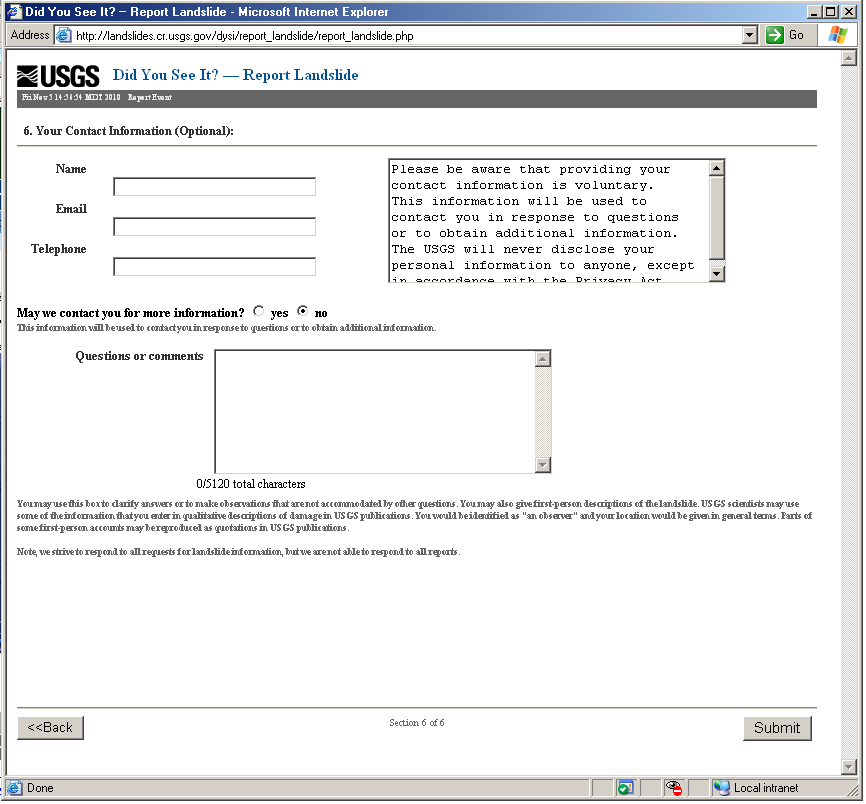 Did You See It? – Report Landslide - Microsoft Internet Explorer
Address http://landslides.cr.usgs.gov/dysi/report_landslide/report_landslide.php Go
USGS Did You See It? — Report Landslide
Fri Nov 5 14:56:54 MDT 2010 Report Event
6. Your Contact Information (Optional):
Name
Email
Telephone
Please be aware that providing your
contact information is voluntary.
This information will be used to
contact you in response to questions
or to obtain additional information.
The USGS will never disclose your
personal information to anyone, except
in accordance with the Privacy Act
May we contact you for more information? yes no
This information will be used to contact you in response to questions or to obtain additional information.
Questions or comments
0/5120 total characters
You may use this box to clarify answers or to make observations that are not accommodated by other questions. You may also give first-person descriptions of the landslide. USGS scientists may use
some of the information that you enter in qualitative descriptions of damage in USGS publications. You would be identified as "an observer" and your location would be given in general terms. Parts of
some first-person accounts may be reproduced as quotations in USGS publications.
Note, we strive to respond to all requests for landslide information, but we are not able to respond to all reports.
<<Back Section 6 of 6 Submit
Done Local intranet